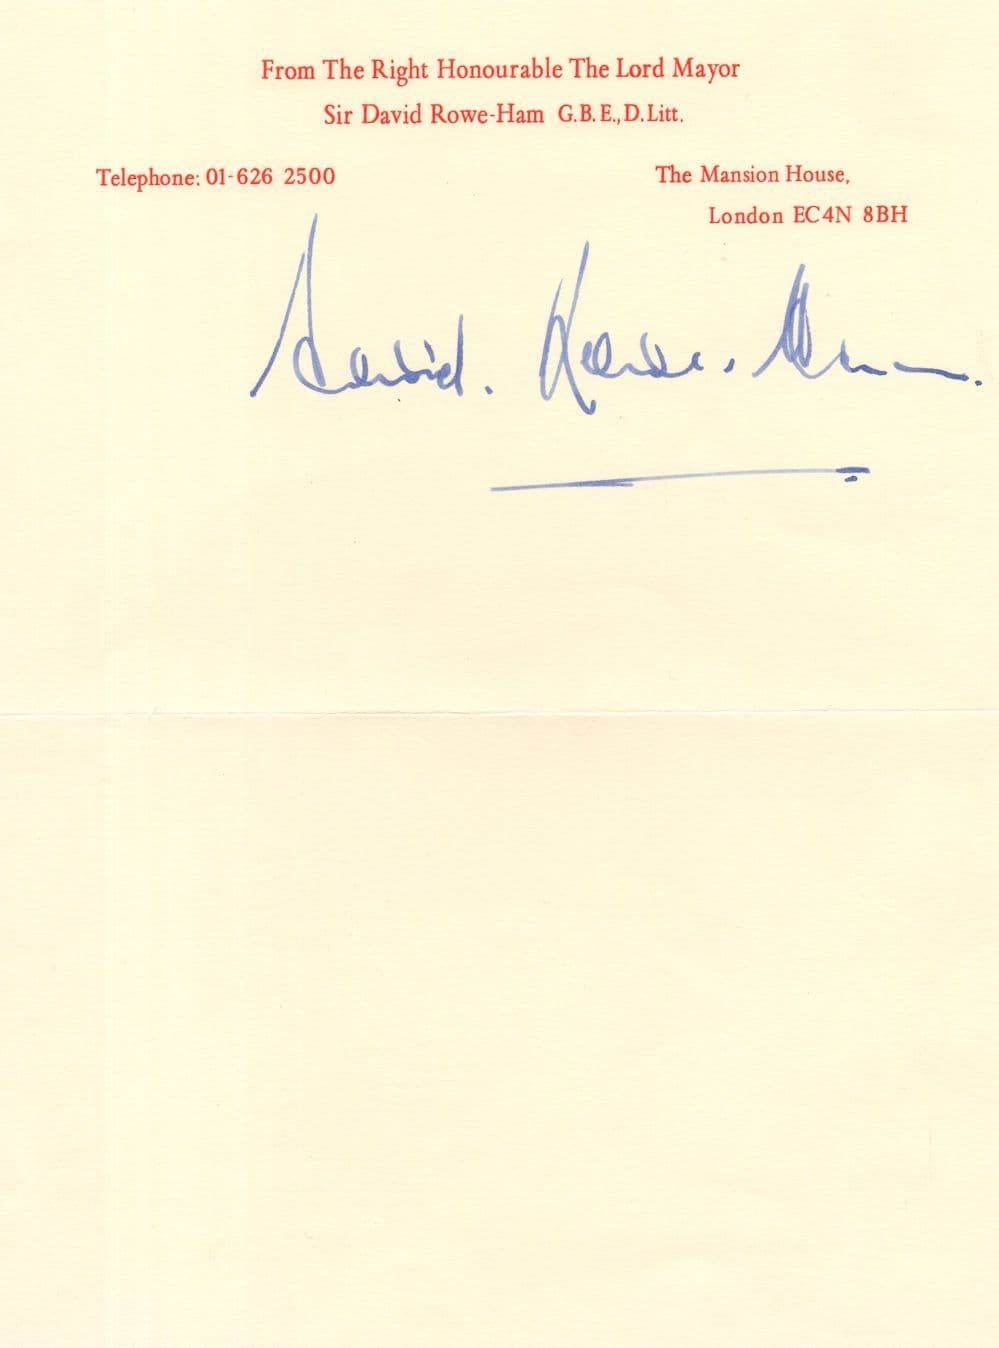 From The Right Honourable The Lord Mayor
Sir David Rowe-Ham G.B.E., D.Litt.
Telephone: 01-626 2500
The Mansion House,
London EC4N 8BH
David. Rowe-Ham.